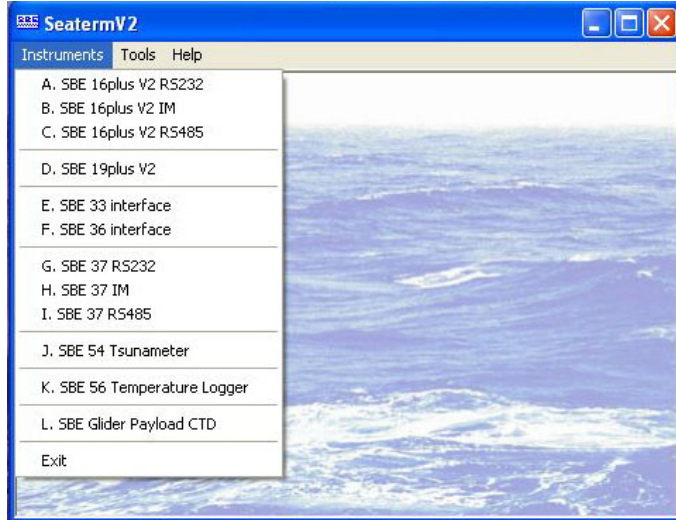 SBE SeatermV2
Instruments Tools Help
A. SBE 16plus V2 RS232
B. SBE 16plus V2 IM
C. SBE 16plus V2 RS485
D. SBE 19plus V2
E. SBE 33 interface
F. SBE 36 interface
G. SBE 37 RS232
H. SBE 37 IM
I. SBE 37 RS485
J. SBE 54 Tsunameter
K. SBE 56 Temperature Logger
L. SBE Glider Payload CTD
Exit